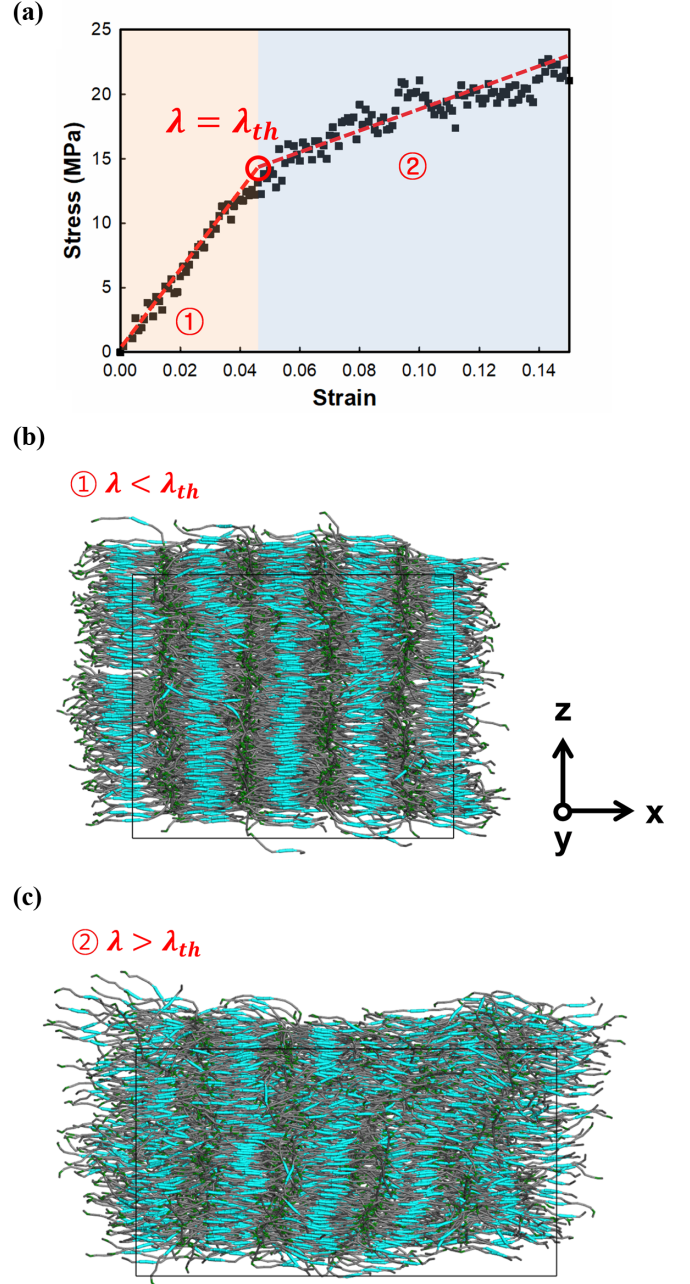 (a)
25
20
15
10
5
0
Stress (MPa)
λ = λth
①
②
0.00 0.02 0.04 0.06 0.08 0.10 0.12 0.14
Strain
(b)
① λ < λth
z
x
y
(c)
② λ > λth